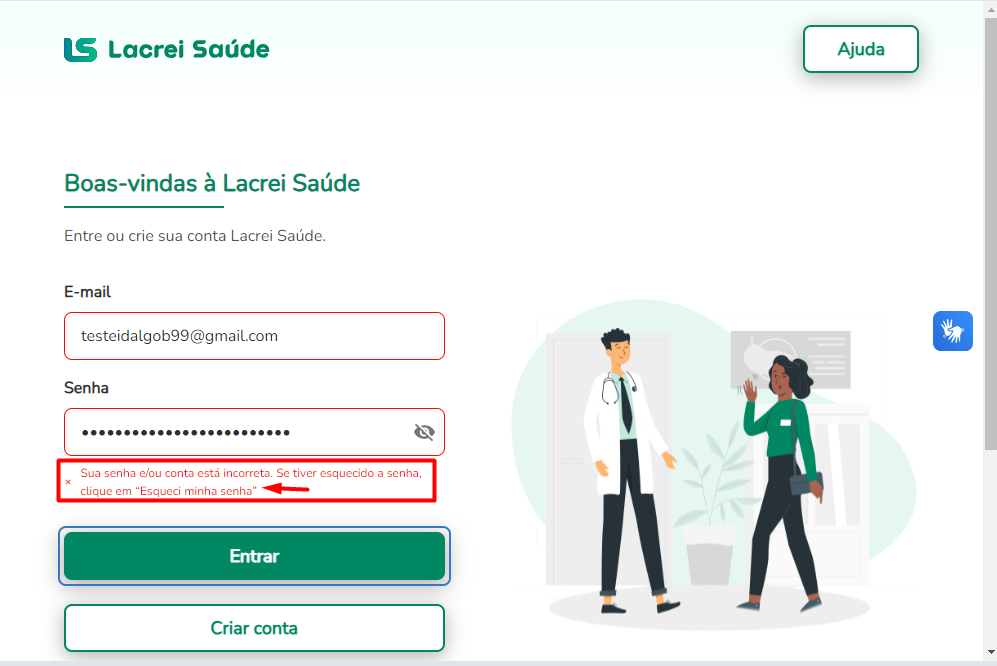 LS Lacrei Saúde
Ajuda
Boas-vindas à Lacrei Saúde
Entre ou crie sua conta Lacrei Saúde.
E-mail
testeidalgob99@gmail.com
Senha
•••••••••••••••••••••••••
× Sua senha e/ou conta está incorreta. Se tiver esquecido a senha,
clique em “Esqueci minha senha”
Entrar
Criar conta